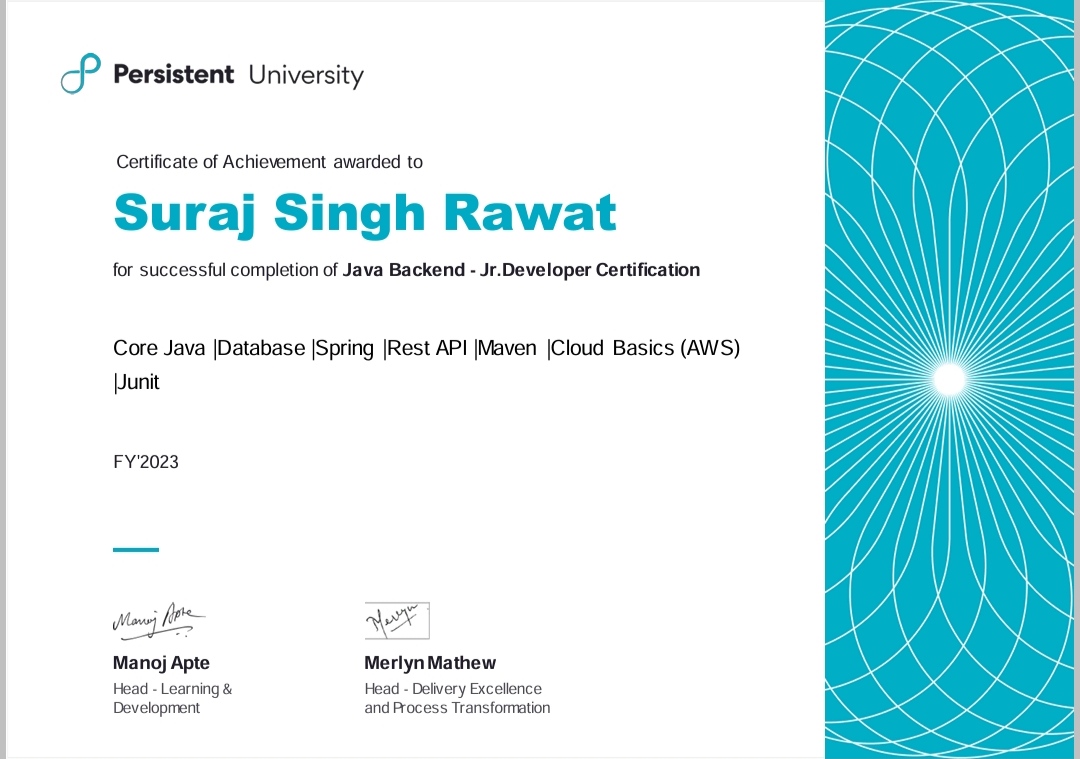 Persistent University
Certificate of Achievement awarded to
Suraj Singh Rawat
for successful completion of Java Backend - Jr.Developer Certification
Core Java |Database |Spring |Rest API |Maven |Cloud Basics (AWS)
|Junit
FY'2023
Manoj Apte
Merlyn
Manoj Apte
Head - Learning &
Development
Merlyn Mathew
Head - Delivery Excellence
and Process Transformation